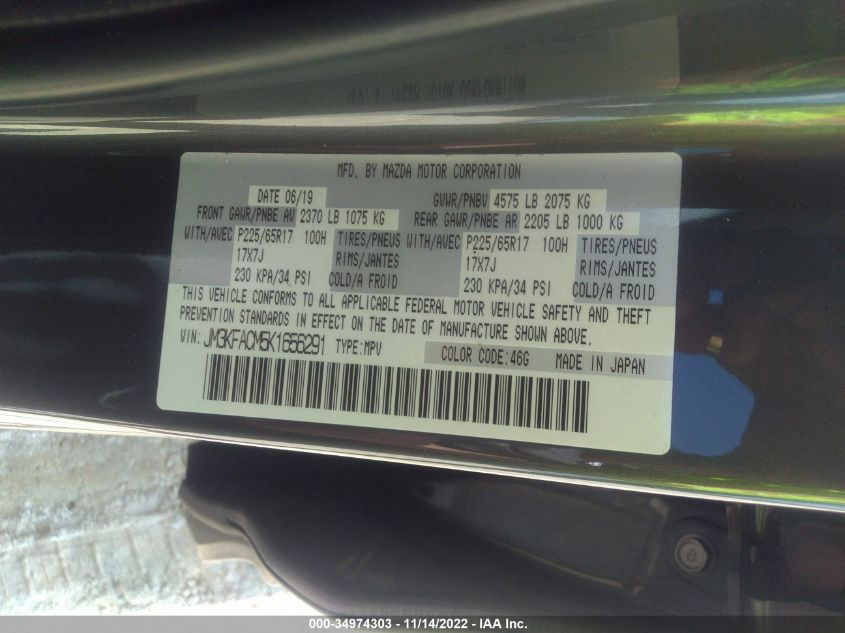 MFD. BY MAZDA MOTOR CORPORATION
DATE 06/19 GVWR/PNBV 4575 LB 2075 KG
FRONT GAWR/PNBE AV 2370 LB 1075 KG REAR GAWR/PNBE AR 2205 LB 1000 KG
WITH/AVEC P225/65R17 100H TIRES/PNEUS WITH/AVEC P225/65R17 100H TIRES/PNEUS
17X7J RIMS/JANTES 17X7J RIMS/JANTES
230 KPA/34 PSI COLD/A FROID 230 KPA/34 PSI COLD/A FROID
THIS VEHICLE CONFORMS TO ALL APPLICABLE FEDERAL MOTOR VEHICLE SAFETY AND THEFT
PREVENTION STANDARDS IN EFFECT ON THE DATE OF MANUFACTURE SHOWN ABOVE.
VIN: JM3KFACM5K1656291 TYPE:MPV COLOR CODE:46G MADE IN JAPAN
8
000-34974303 - 11/14/2022 - IAA Inc.